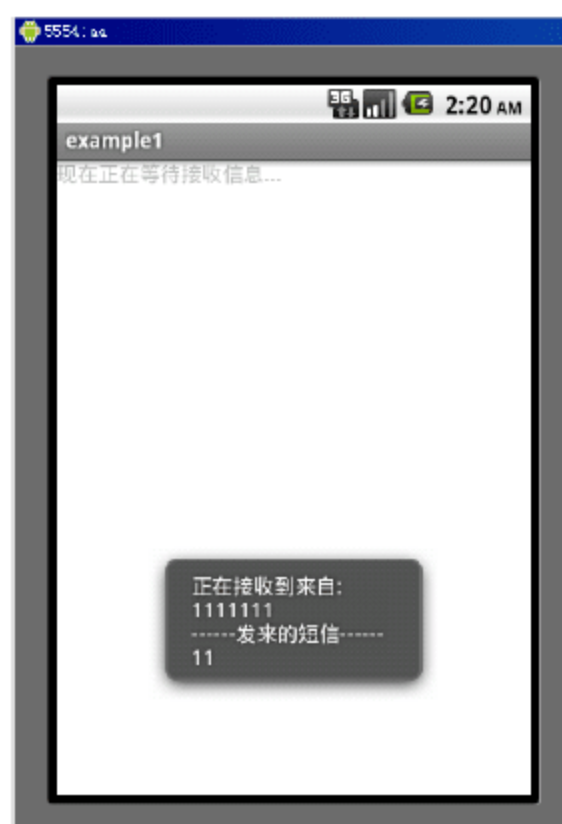 5554:aa
3G
2:20 AM
example1
现在正在等待接收信息...
正在接收到来自:
1111111
------发来的短信------
11